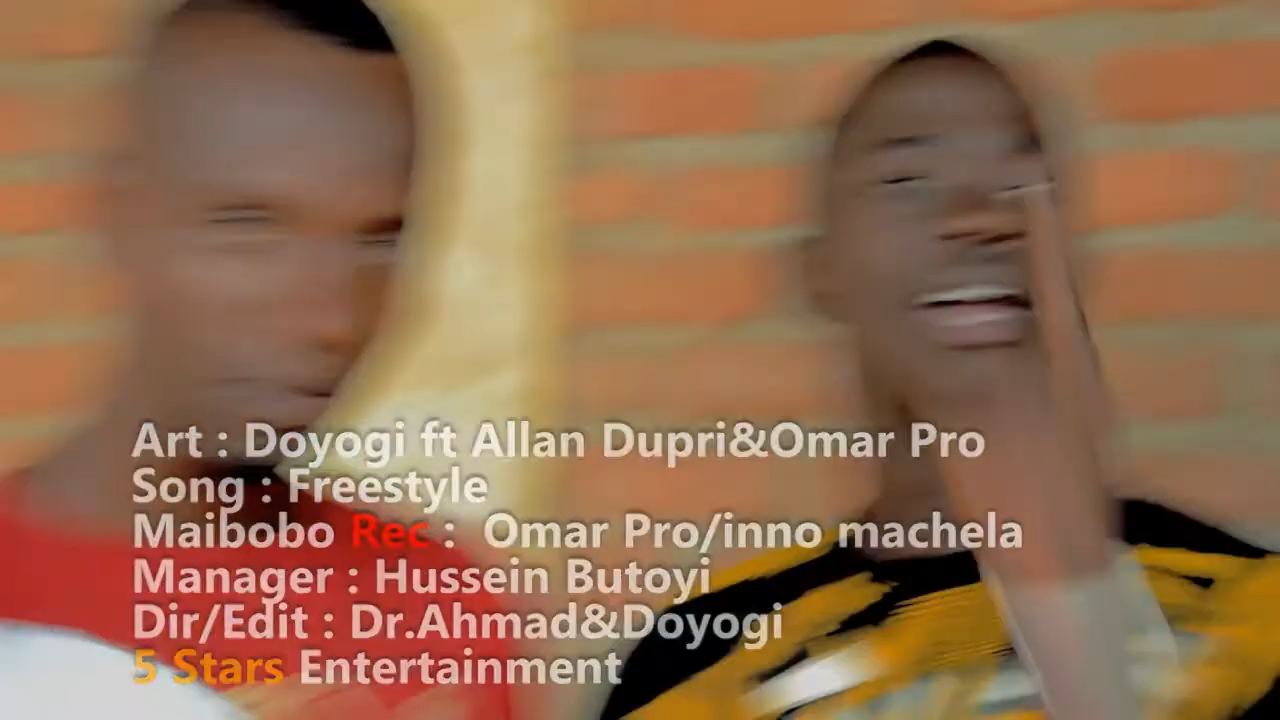 Art : Doyogi ft Allan Dupri&Omar Pro
Song : Freestyle
Maibobo Rec :  Omar Pro/inno machela
Manager : Hussein Butoyi
Dir/Edit : Dr.Ahmad&Doyogi
5 Stars Entertainment